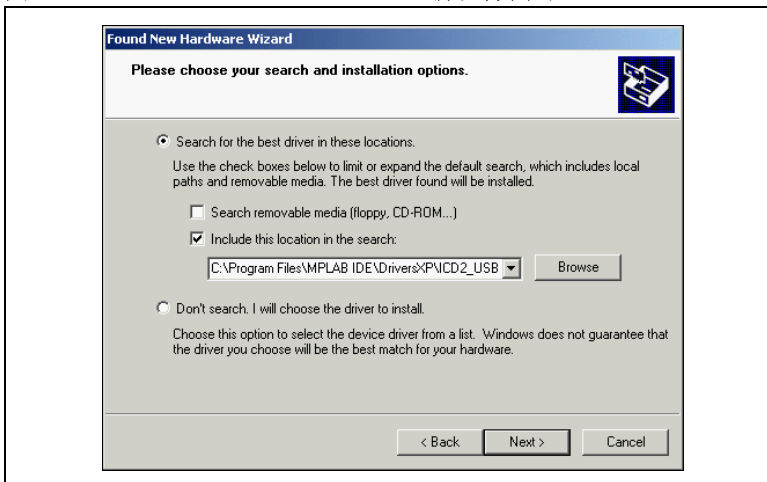 Found New Hardware Wizard
Please choose your search and installation options.
Search for the best driver in these locations.
Use the check boxes below to limit or expand the default search, which includes local
paths and removable media. The best driver found will be installed.
Search removable media (floppy, CD-ROM...)
Include this location in the search:
C:\Program Files\MPLAB IDE\DriversXP\ICD2_USB
Browse
Don't search. I will choose the driver to install.
Choose this option to select the device driver from a list. Windows does not guarantee that
the driver you choose will be the best match for your hardware.
< Back Next > Cancel